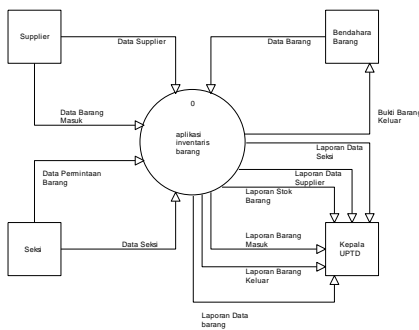 Supplier
Data Supplier
Data Barang
Bendahara
Barang
0
Data Barang
Masuk
aplikasi
inventaris
barang
Bukti Barang
Keluar
Laporan Data
Seksi
Data Permintaan
Barang
Laporan Data
Supplier
Laporan Stok
Barang
Seksi
Data Seksi
Laporan Barang
Masuk
Kepala
UPTD
Laporan Barang
Keluar
Laporan Data
barang